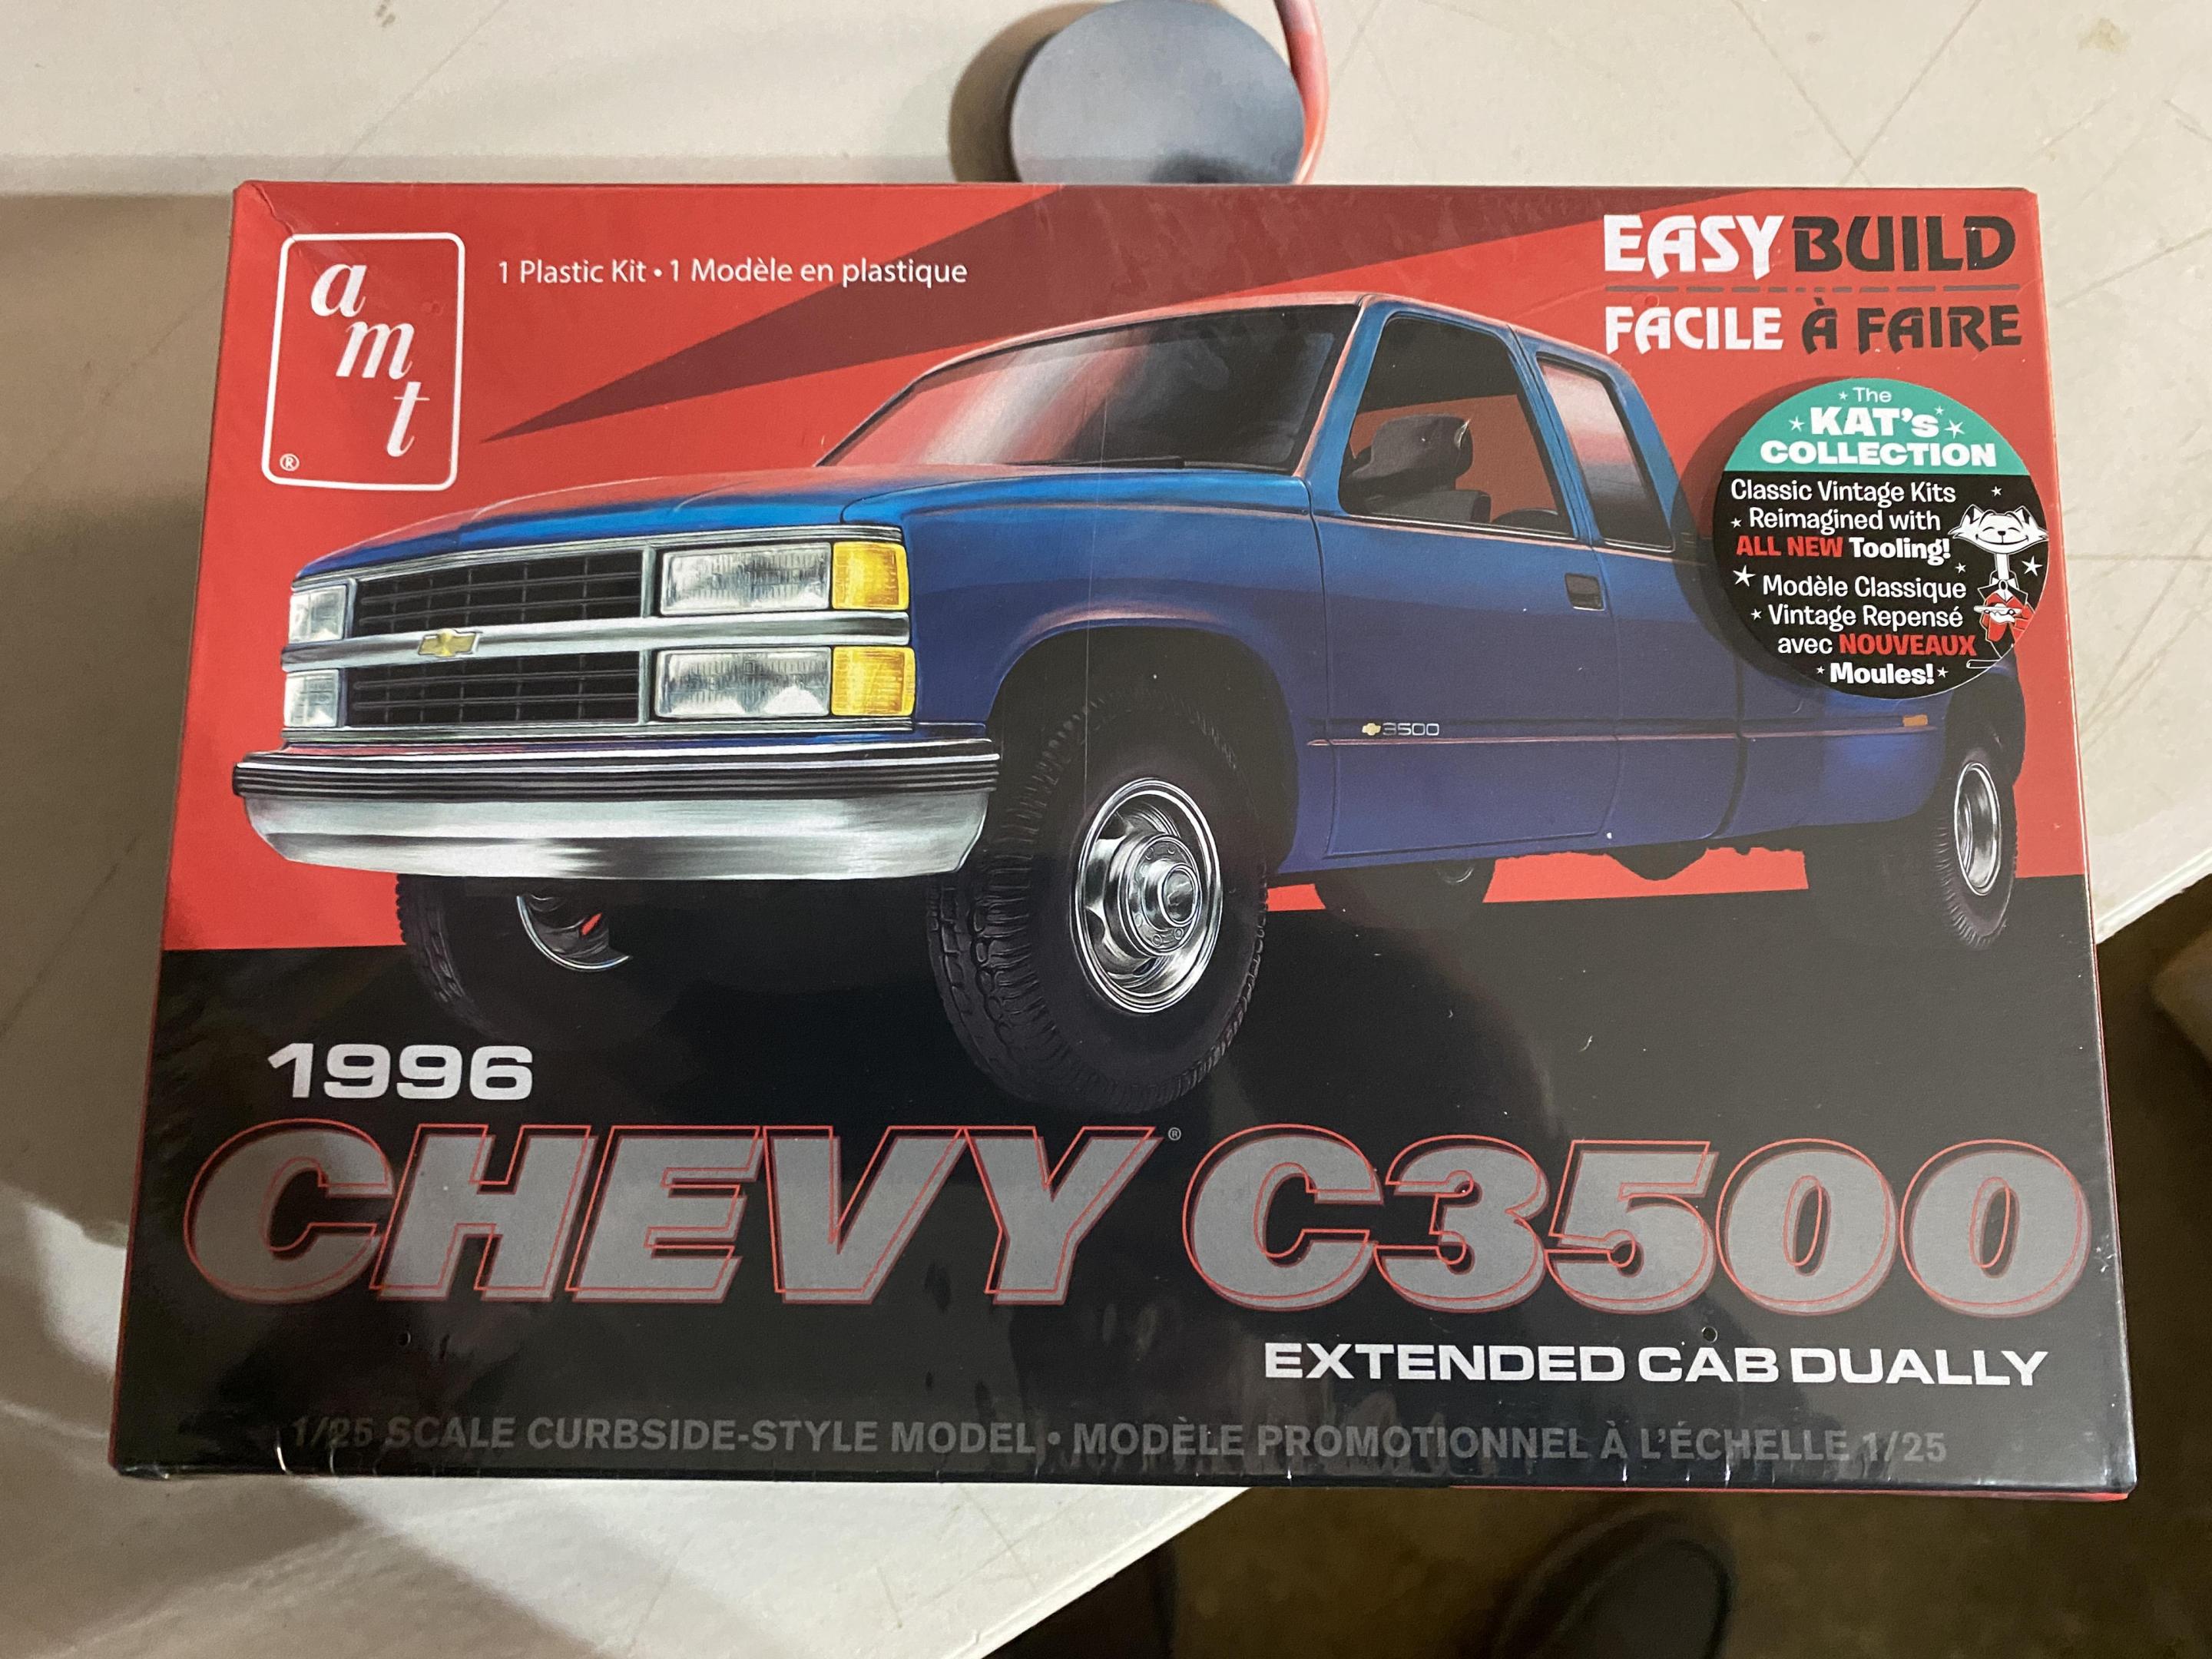 amt
®
1 Plastic Kit • 1 Modèle en plastique
EASY BUILD
FACILE À FAIRE
The
KAT's
COLLECTION
Classic Vintage Kits
Reimagined with
ALL NEW Tooling!
Modèle Classique
Vintage Repensé
avec NOUVEAUX
Moules!
3500
1996
CHEVY® C3500
EXTENDED CAB DUALLY
1/25 SCALE CURBSIDE-STYLE MODEL • MODÈLE PROMOTIONNEL À L'ÉCHELLE 1/25